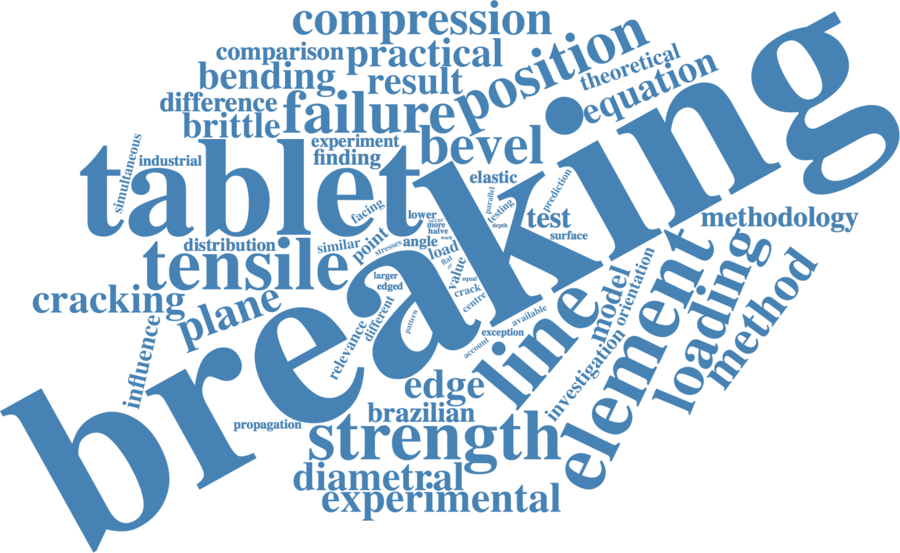 compression
comparison
practical
position
theoretical
bending
result
equation
difference
failure
brittle
breaking
simultaneous
industrial
experiment
finding
bevel
tablet
elastic
parallel
testing
prediction
depth
facing
lower
more
halve
test
surface
methodology
distribution
similar
point
stresses
angle
load
tensile
flat
value
equal
larger
edged
crack
centre
cracking
plane
different
pattern
available
exception
account
influence
relevance
line
model
orientation
investigation
element
loading
method
edge
brazilian
propagation
strength
diametral
experimental